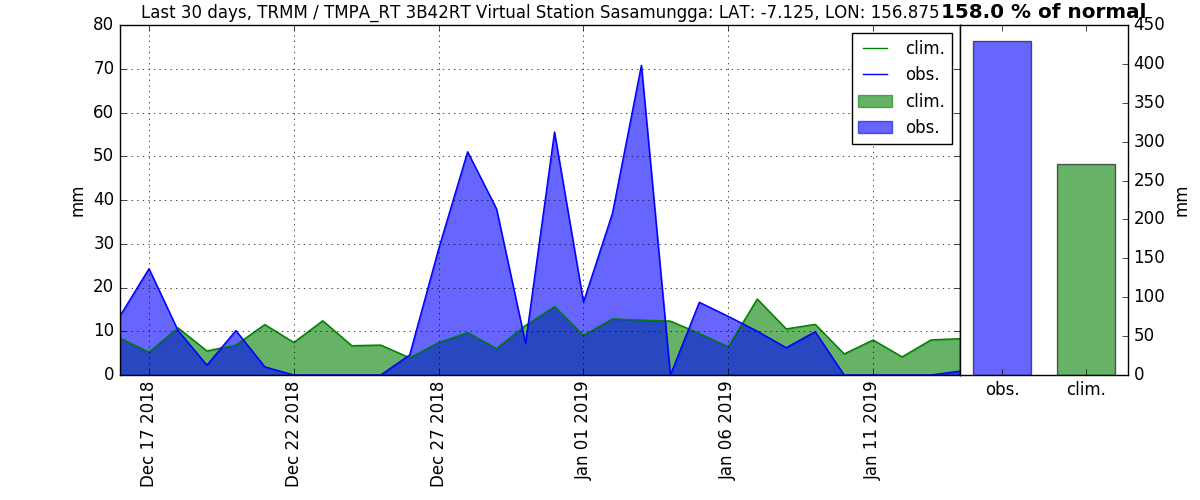 Last 30 days, TRMM / TMPA_RT 3B42RT Virtual Station Sasamungga: LAT: -7.125, LON: 156.875
158.0 % of normal
80
70
60
50
40
30
20
10
0
mm
clim.
obs.
clim.
obs.
Dec 17 2018
Dec 22 2018
Dec 27 2018
Jan 01 2019
Jan 06 2019
Jan 11 2019
450
400
350
300
250
200
150
100
50
0
mm
obs.
clim.